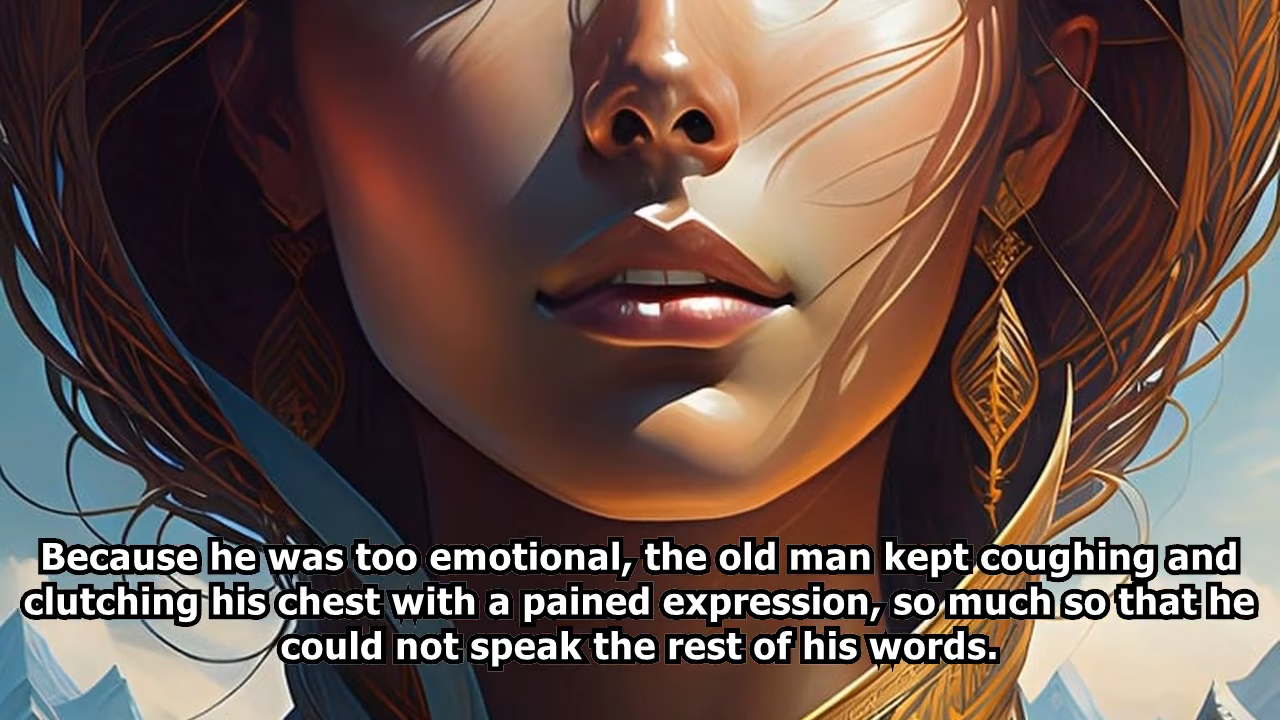 Because he was too emotional, the old man kept coughing and
clutching his chest with a pained expression, so much so that he
could not speak the rest of his words.